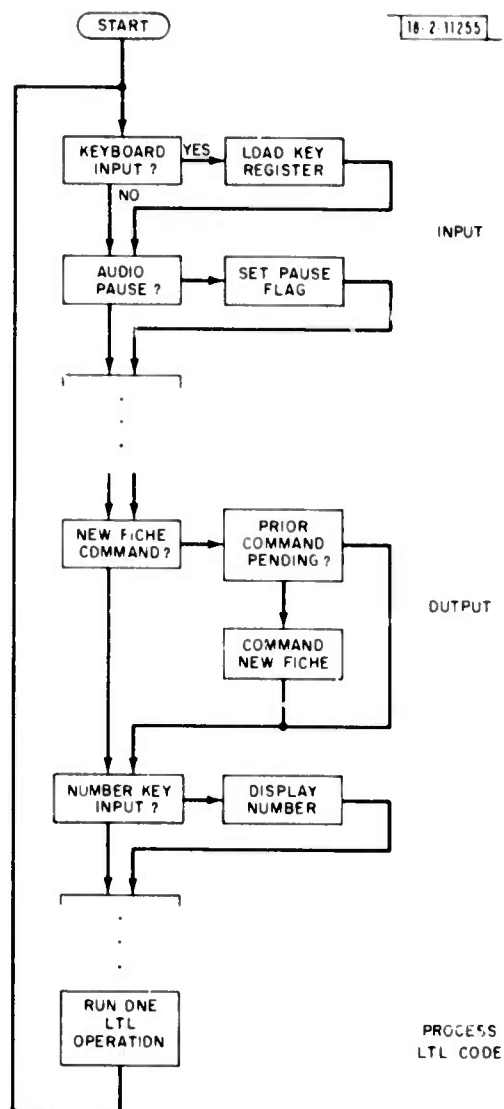 START
18-2-11255
KEYBOARD
INPUT ?
YES
LOAD KEY
REGISTER
NO
INPUT
AUDIO
PAUSE ?
SET PAUSE
FLAG
NEW FICHE
COMMAND ?
PRIOR
COMMAND
PENDING ?
OUTPUT
COMMAND
NEW FICHE
NUMBER KEY
INPUT ?
DISPLAY
NUMBER
RUN ONE
LTL
OPERATION
PROCESS
LTL CODE